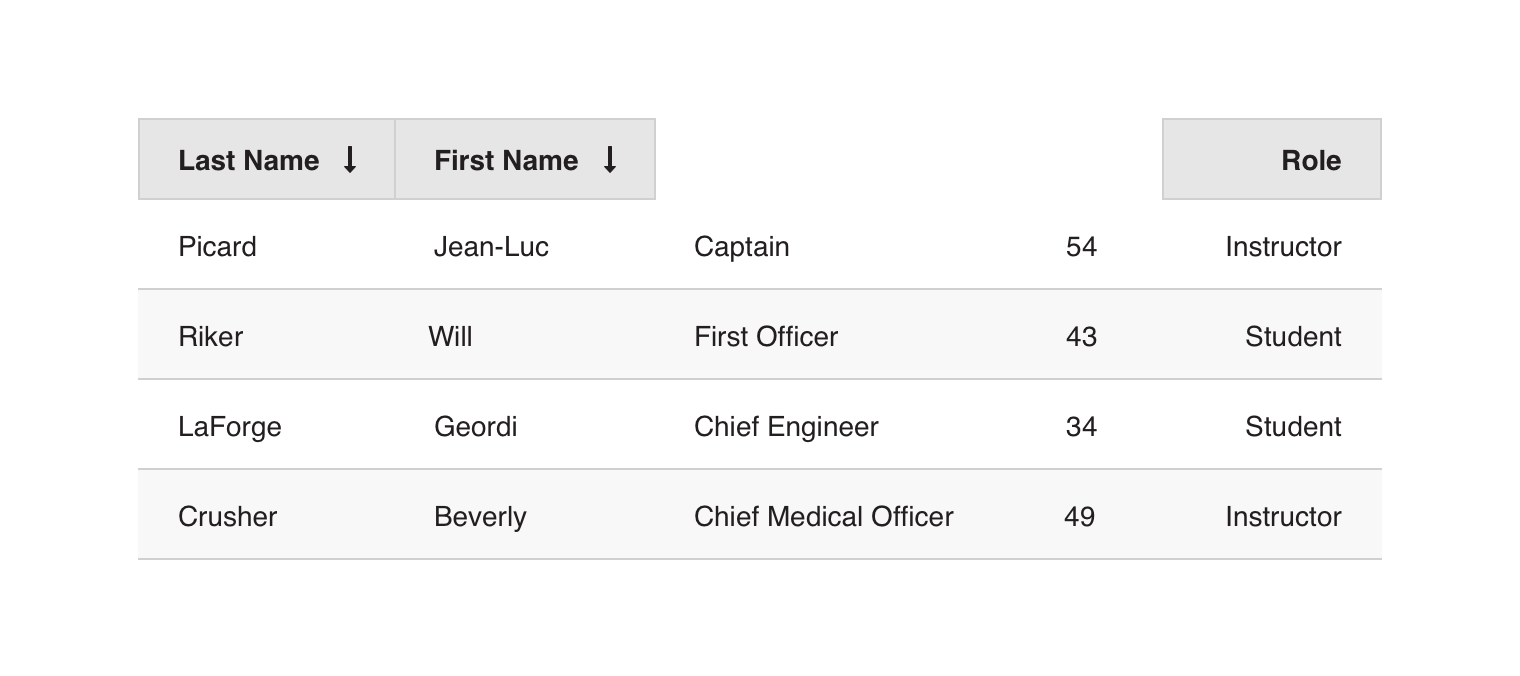 Last Name ↓ First Name ↓ Role
Picard Jean-Luc Captain 54 Instructor
Riker Will First Officer 43 Student
LaForge Geordi Chief Engineer 34 Student
Crusher Beverly Chief Medical Officer 49 Instructor